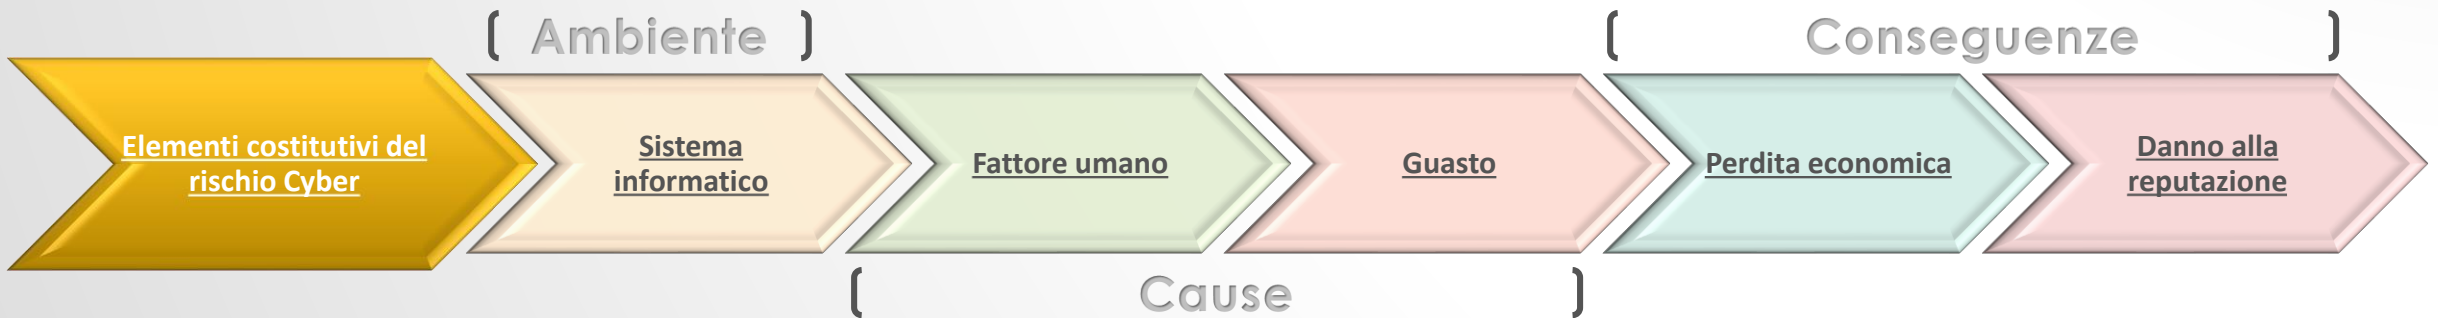 Ambiente
Conseguenze
Elementi costitutivi del
rischio Cyber
Sistema
informatico
Fattore umano
Guasto
Perdita economica
Danno alla
reputazione
Cause